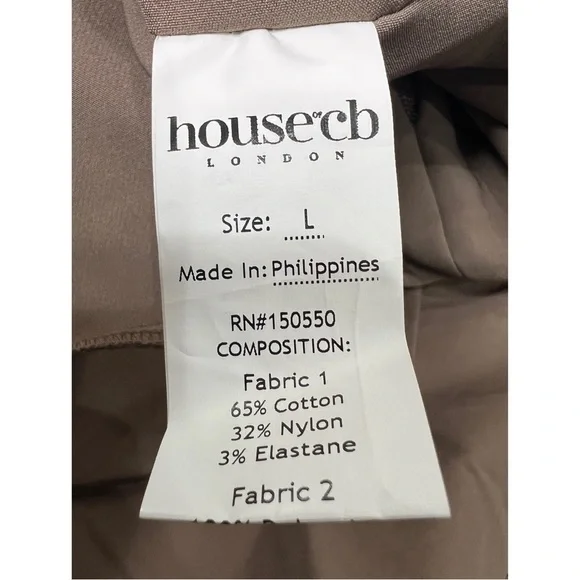 house of cb
LONDON
Size: L
Made In: Philippines
RN#150550
COMPOSITION:
Fabric 1
65% Cotton
32% Nylon
3% Elastane
Fabric 2